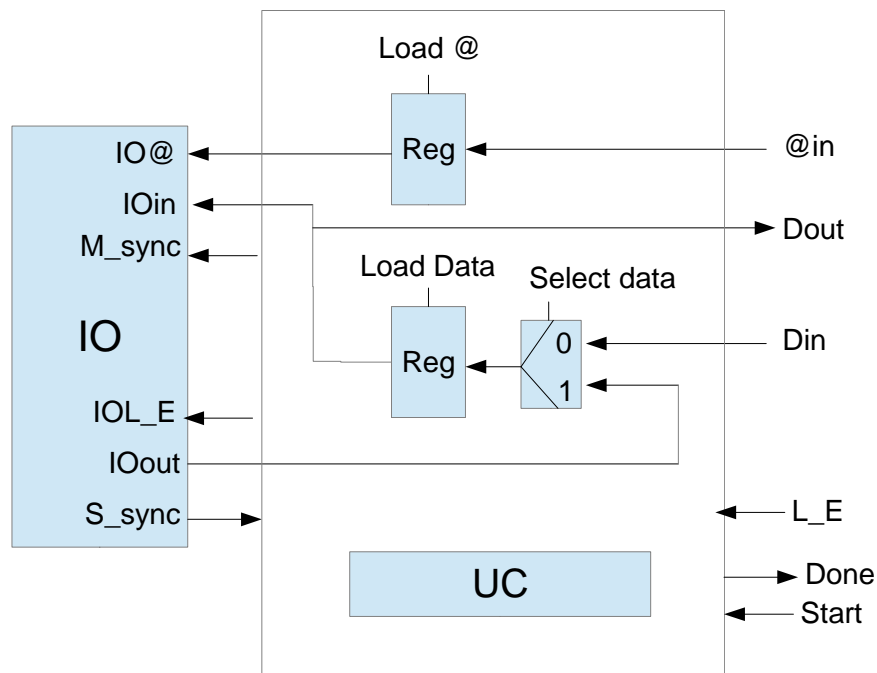 Load @
IO@
Reg
@in
IOin
Dout
M_sync
Load Data
Select data
IO
Reg
0
Din
1
IOL_E
IOout
S_sync
L_E
UC
Done
Start